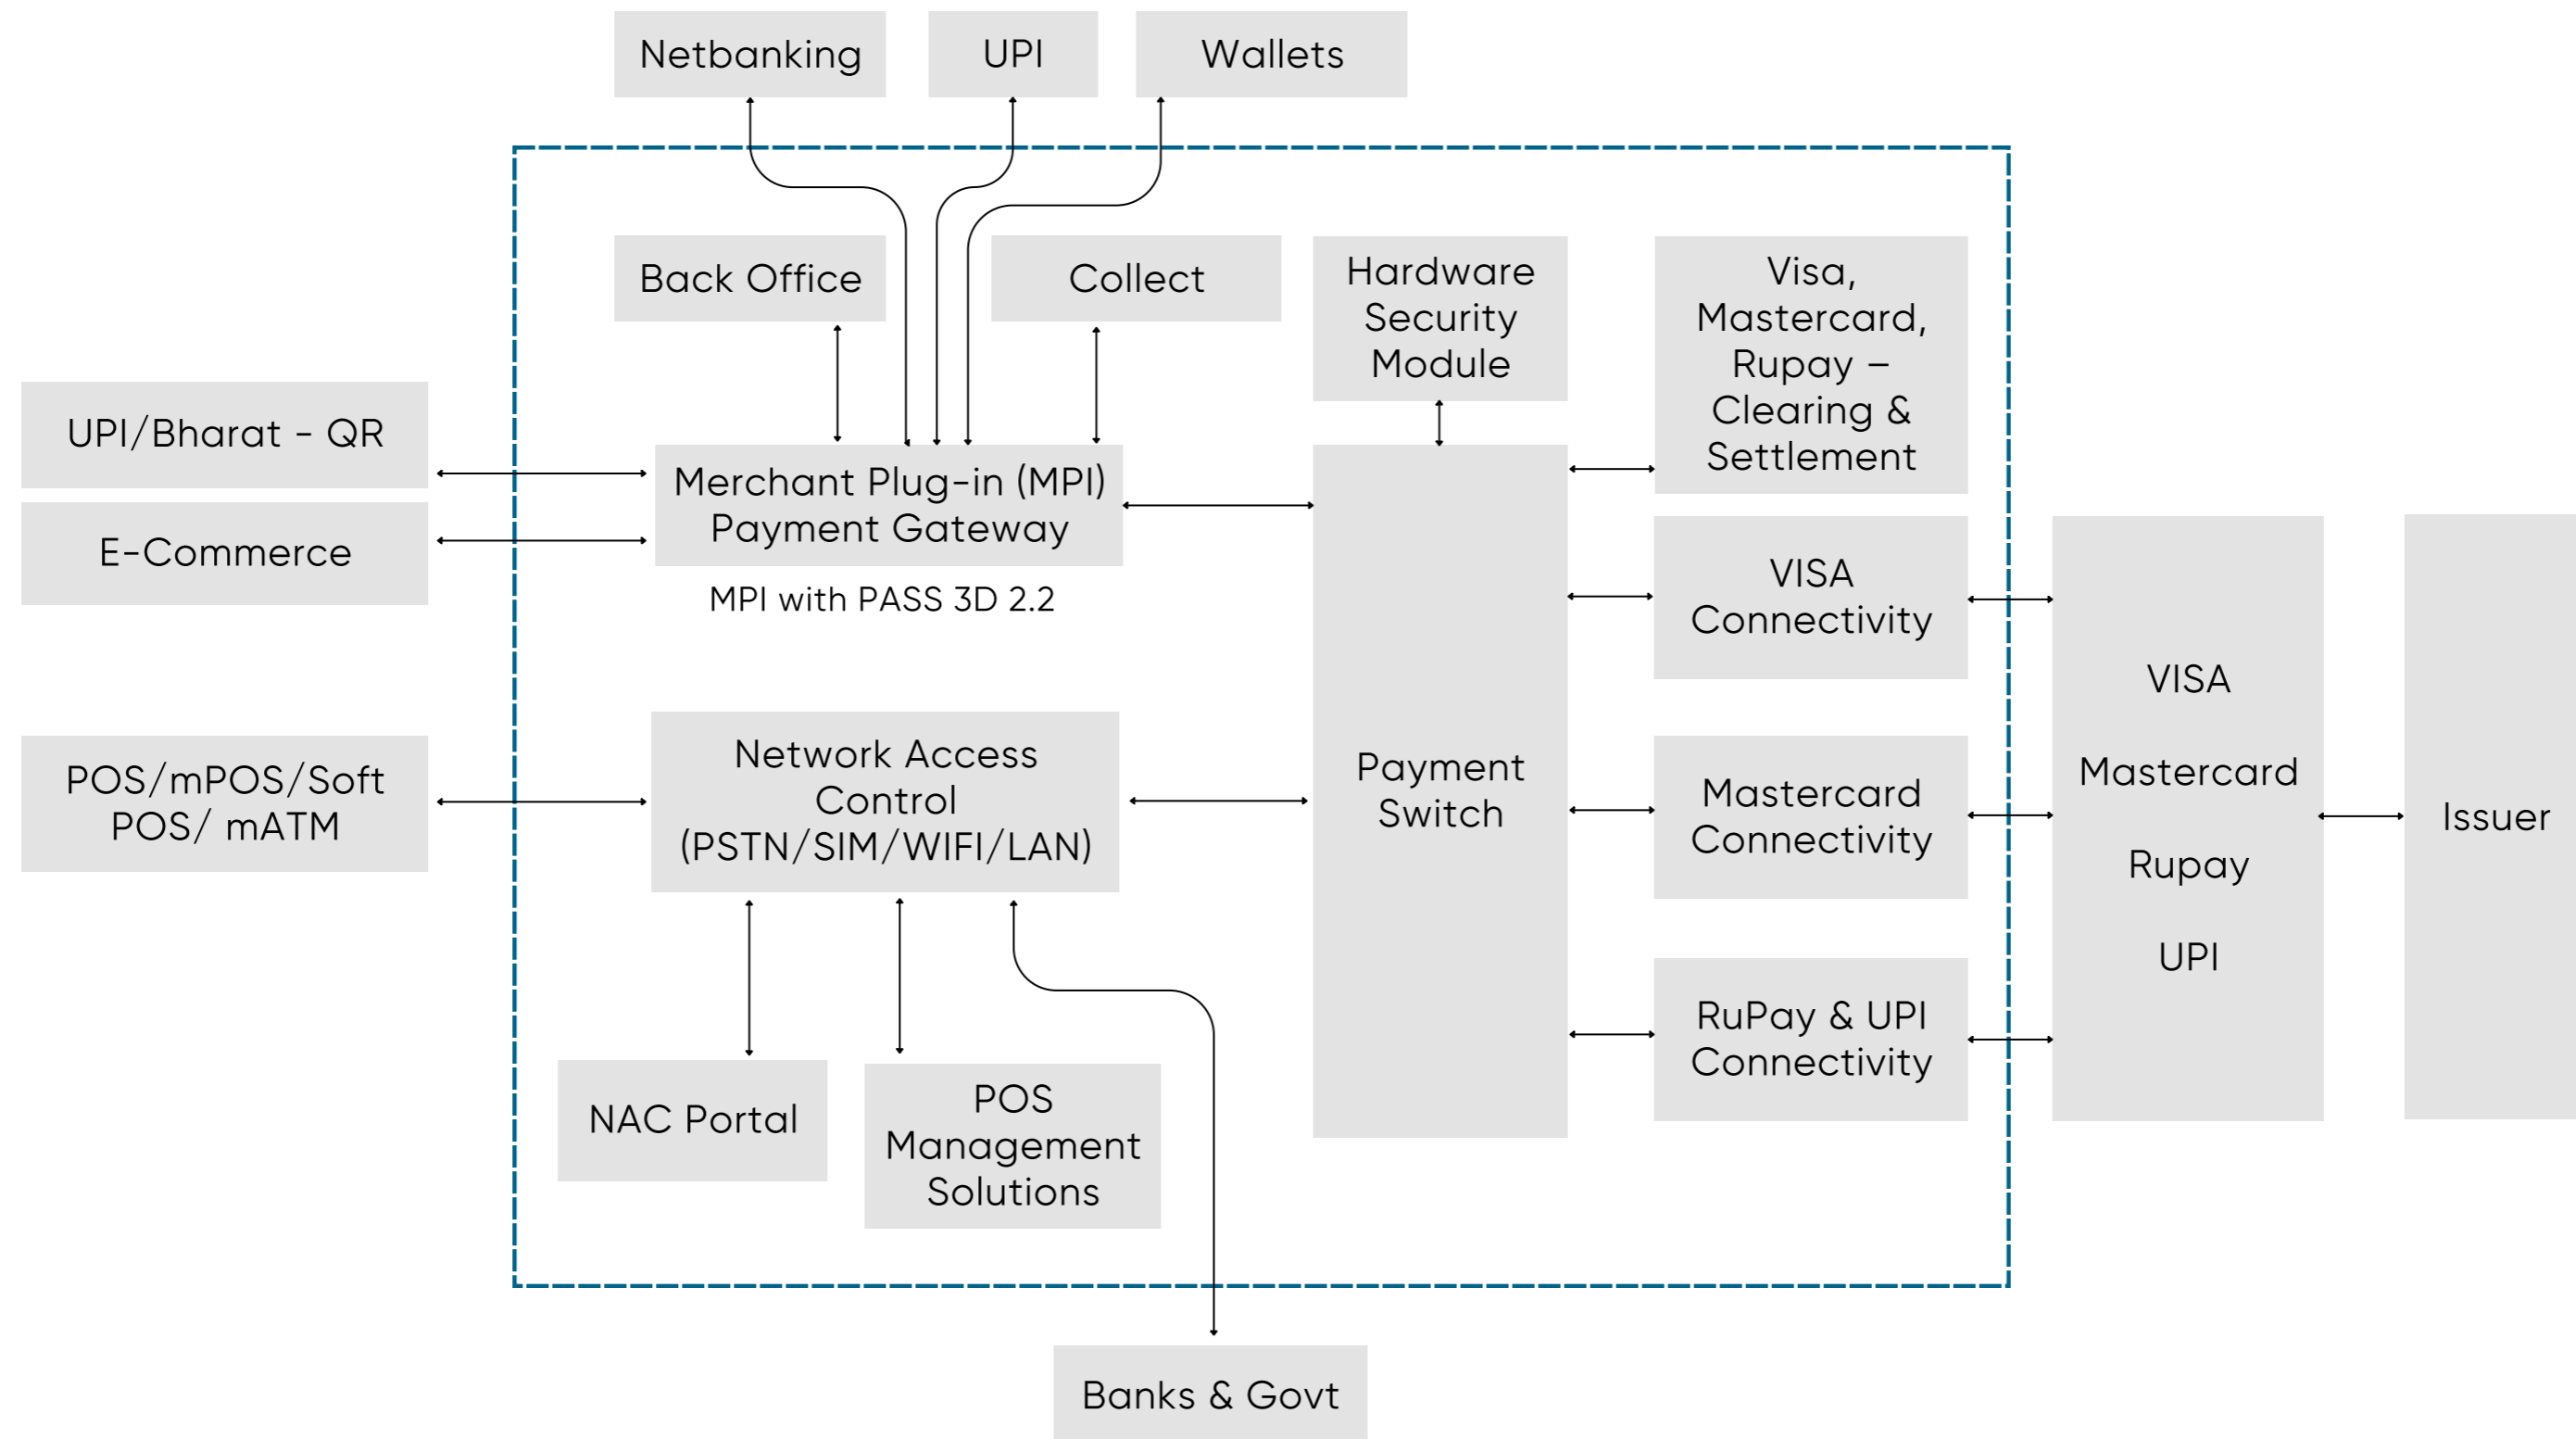 Netbanking
UPI
Wallets
Back Office
Collect
Hardware
Security
Module
Visa,
Mastercard,
Rupay –
Clearing &
Settlement
UPI/Bharat - QR
E-Commerce
Merchant Plug-in (MPI)
Payment Gateway
MPI with PASS 3D 2.2
POS/mPOS/Soft
POS/ mATM
Network Access
Control
(PSTN/SIM/WIFI/LAN)
Payment
Switch
VISA
Connectivity
Mastercard
Connectivity
RuPay & UPI
Connectivity
VISA
Mastercard
Rupay
UPI
Issuer
NAC Portal
POS
Management
Solutions
Banks & Govt